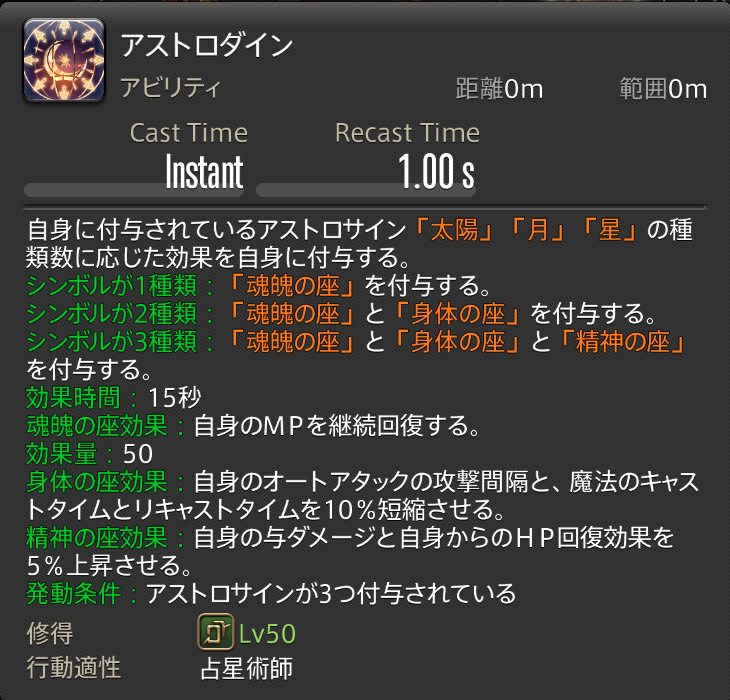 アストロダイン
アビリティ 距離0m 範囲0m
Cast Time Recast Time
Instant 1.00 s
自身に付与されているアストロサイン「太陽」「月」「星」の種
類数に応じた効果を自身に付与する。
シンボルが1種類：「魂魄の座」を付与する。
シンボルが2種類：「魂魄の座」と「身体の座」を付与する。
シンボルが3種類：「魂魄の座」と「身体の座」と「精神の座」
を付与する。
効果時間：15秒
魂魄の座効果：自身のMPを継続回復する。
効果量：50
身体の座効果：自身のオートアタックの攻撃間隔と、魔法のキャス
トタイムとリキャストタイムを10％短縮させる。
精神の座効果：自身の与ダメージと自身からのHP回復効果を
5％上昇させる。
発動条件：アストロサインが3つ付与されている
修得 Lv50
行動適性 占星術師